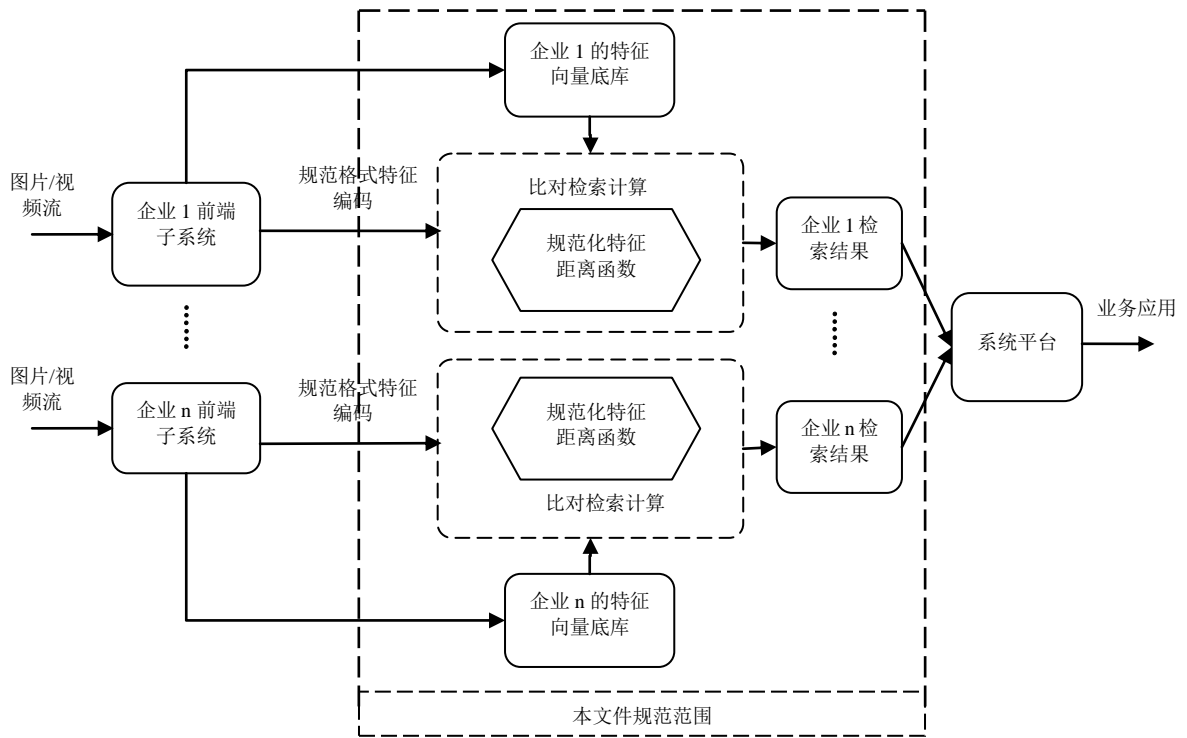 企业 1 的特征
向量底库
图片/视
频流
企业 1 前端
子系统
规范格式特征
编码
比对检索计算
规范化特征
距离函数
企业 1 检
索结果
系统平台
业务应用
图片/视
频流
企业 n 前端
子系统
规范格式特征
编码
规范化特征
距离函数
比对检索计算
企业 n 检
索结果
企业 n 的特征
向量底库
本文件规范范围